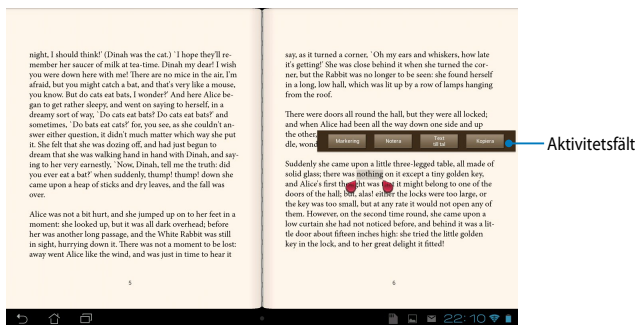 night, I should think!' (Dinah was the cat.) `I hope they'll re-
member her saucer of milk at tea-time. Dinah my dear! I wish
you were down here with me! There are no mice in the air, I'm
afraid, but you might catch a bat, and that's very like a mouse,
you know. But do cats eat bats, I wonder?' And here Alice be-
gan to get rather sleepy, and went on saying to herself, in a
dreamy sort of way, `Do cats eat bats? Do cats eat bats?' and
sometimes, `Do bats eat cats?' for, you see, as she couldn't an-
swer either question, it didn't much matter which way she put
it. She felt that she was dozing off, and had just begun to
dream that she was walking hand in hand with Dinah, and say-
ing to her very earnestly, `Now, Dinah, tell me the truth: did
you ever eat a bat?' when suddenly, thump! thump! down she
came upon a heap of sticks and dry leaves, and the fall was
over.
Alice was not a bit hurt, and she jumped up on to her feet in a
moment: she looked up, but it was all dark overhead; before
her was another long passage, and the White Rabbit was still
in sight, hurrying down it. There was not a moment to be lost:
away went Alice like the wind, and was just in time to hear it
5
say, as it turned a corner, `Oh my ears and whiskers, how late
it's getting!' She was close behind it when she turned the cor-
ner, but the Rabbit was no longer to be seen: she found herself
in a long, low hall, which was lit up by a row of lamps hanging
from the roof.
There were doors all round the hall, but they were all locked;
and when Alice had been all the way down one side and up
the other,
dle, wond
Markering Notera Text till tal Kopiera
Aktivitetsfält
Suddenly she came upon a little three-legged table, all made of
solid glass; there was nothing on it except a tiny golden key,
and Alice's first thought was that it might belong to one of the
doors of the hall; but, alas! either the locks were too large, or
the key was too small, but at any rate it would not open any of
them. However, on the second time round, she came upon a
low curtain she had not noticed before, and behind it was a lit-
tle door about fifteen inches high: she tried the little golden
key in the lock, and to her great delight it fitted!
6
22:10